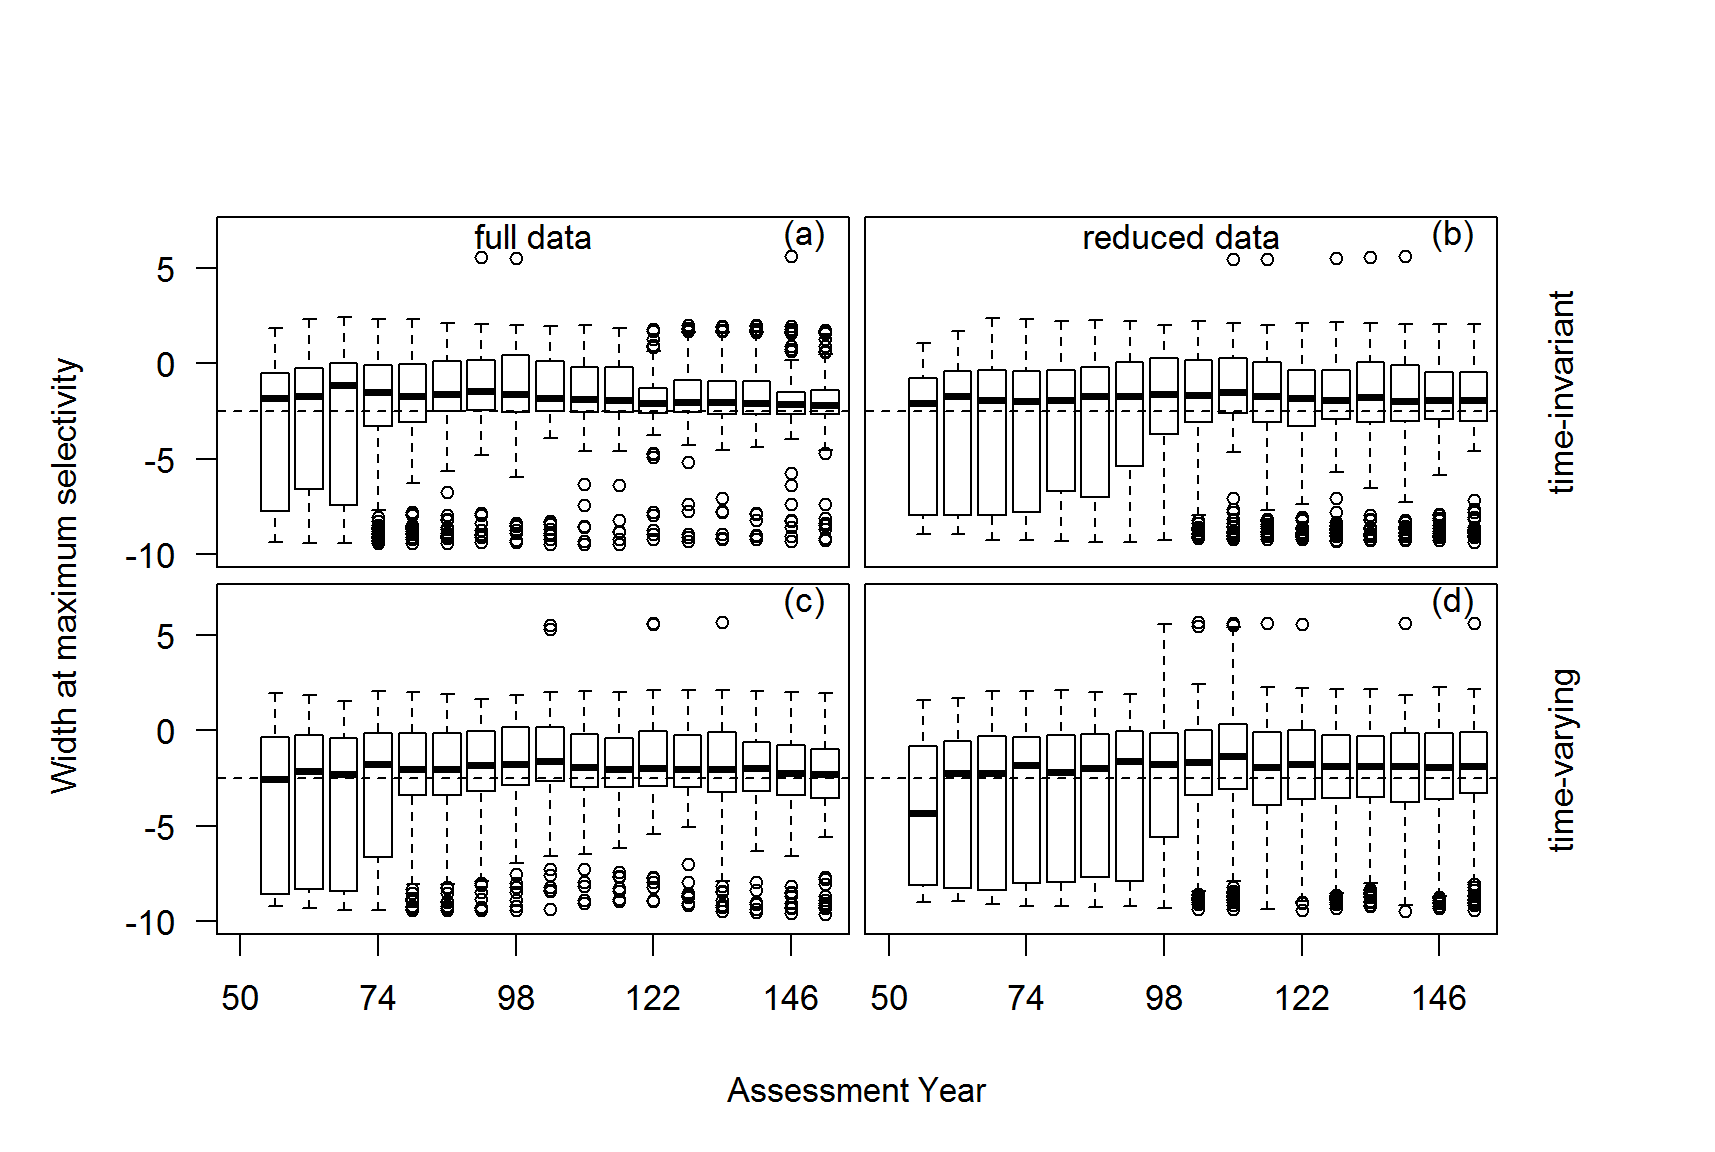 full data
(a)
reduced data
(b)
5
0
-5
-10
time-invariant
Width at maximum selectivity
(c)
(d)
5
0
-5
-10
time-varying
50
74
98
122
146
50
74
98
122
146
Assessment Year